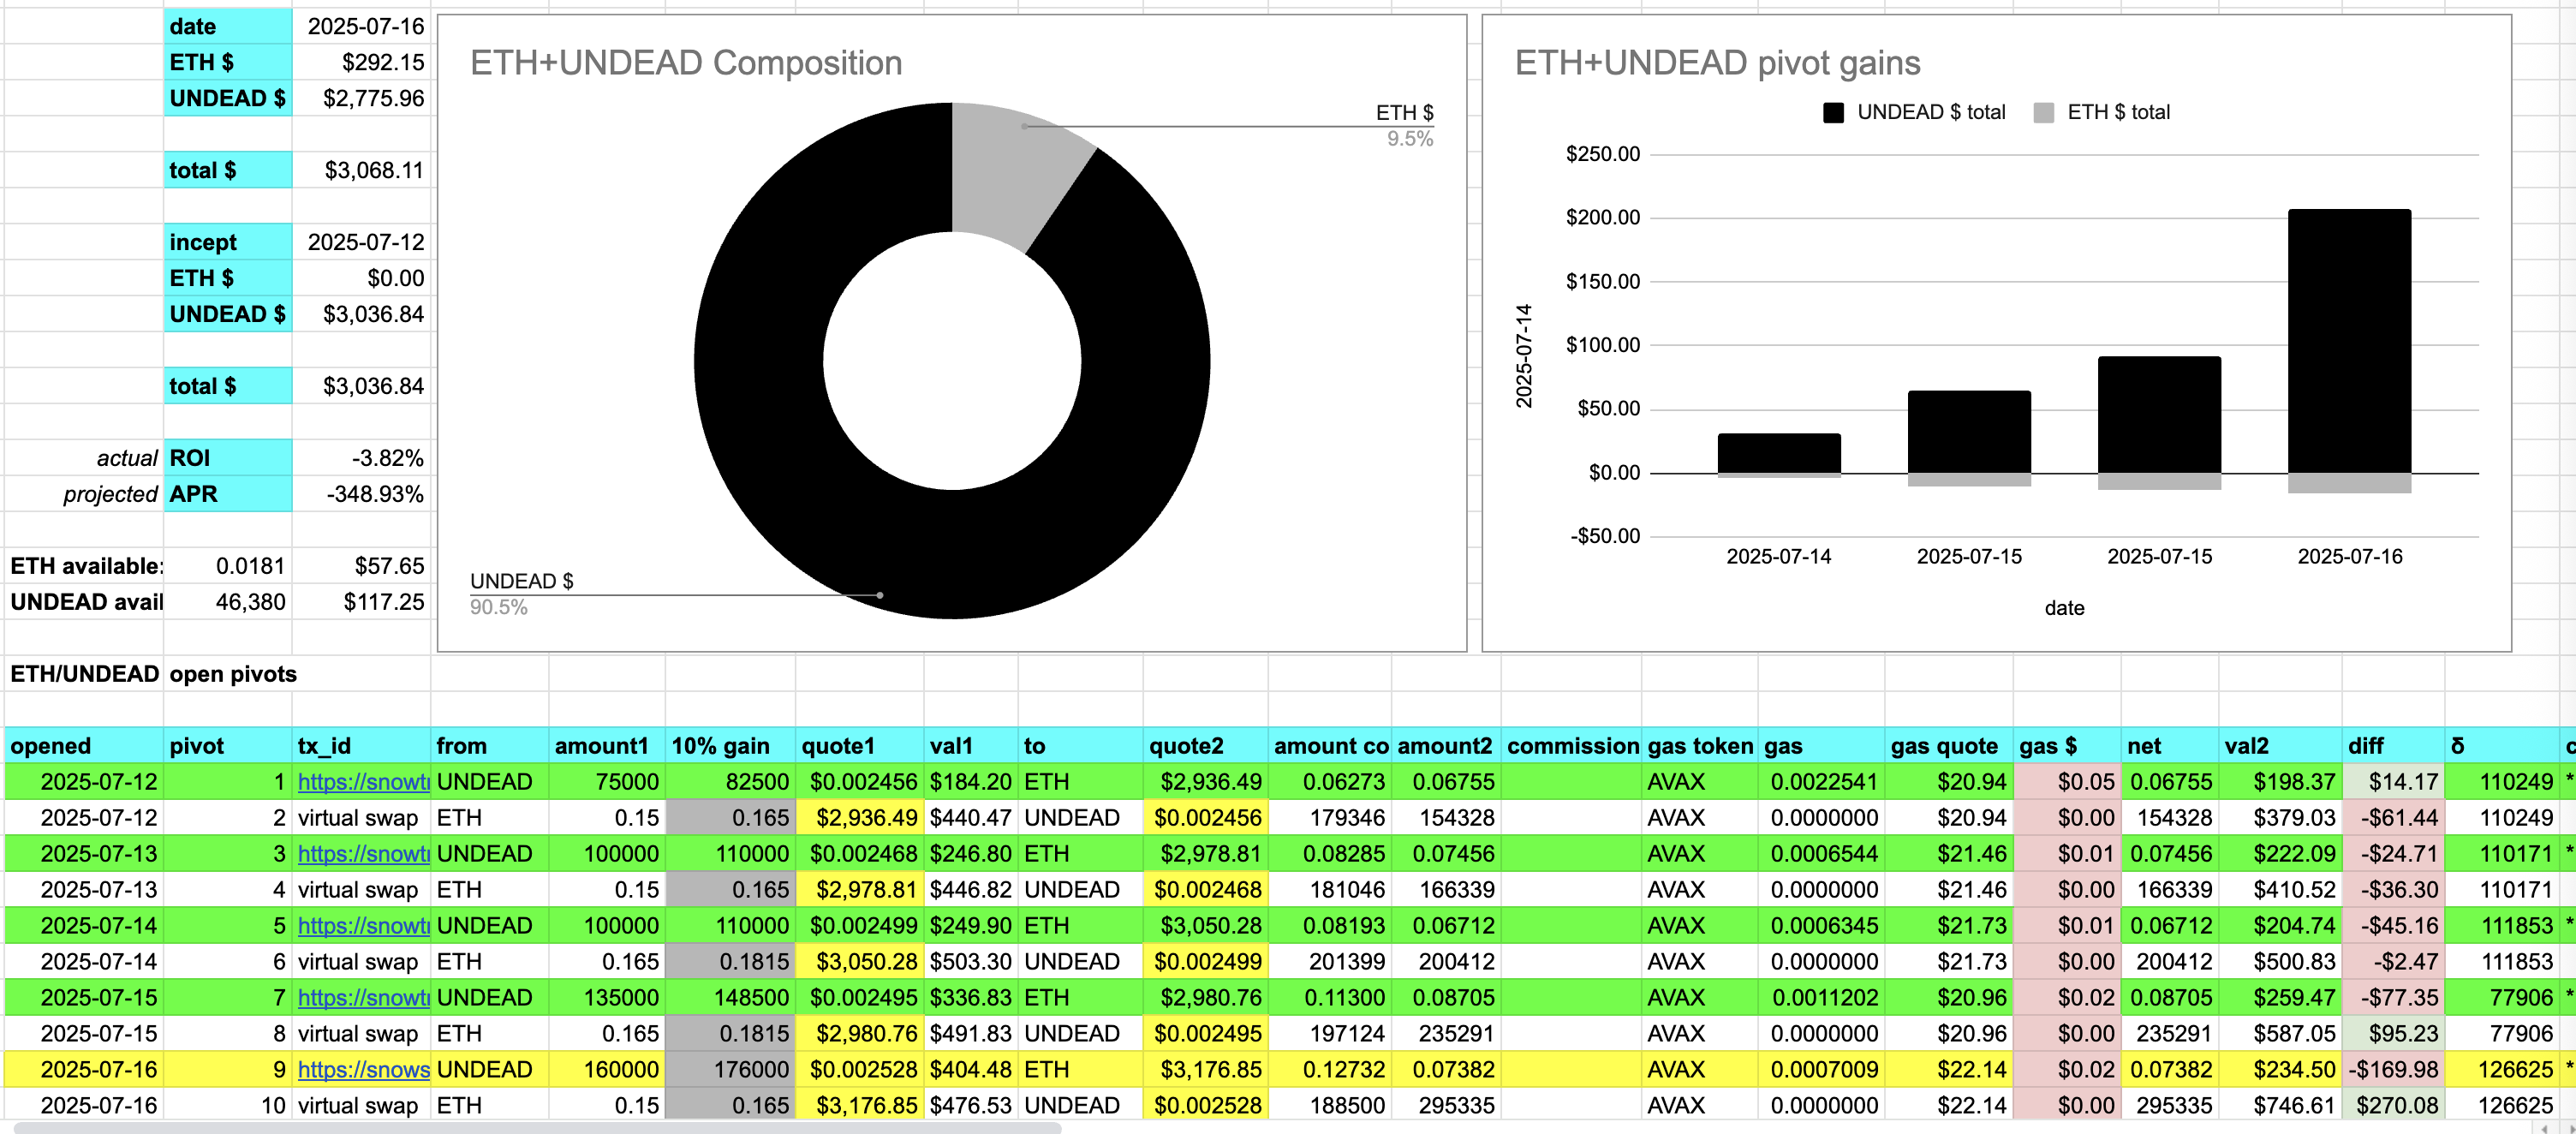 date 2025-07-16
ETH $ $292.15
UNDEAD $ $2,775.96
total $ $3,068.11
incept 2025-07-12
ETH $ $0.00
UNDEAD $ $3,036.84
total $ $3,036.84
actual ROI -3.82%
projected APR -348.93%
ETH available: 0.0181 $57.65
UNDEAD avail 46,380 $117.25
ETH+UNDEAD Composition
ETH $
9.5%
UNDEAD $
90.5%
ETH+UNDEAD pivot gains
UNDEAD $ total ETH $ total
$250.00
$200.00
$150.00
$100.00
$50.00
$0.00
-$50.00
2025-07-14
2025-07-14 2025-07-15 2025-07-15 2025-07-16
date
ETH/UNDEAD open pivots
opened pivot tx_id from amount1 10% gain quote1 val1 to quote2 amount co amount2 commission gas token gas gas quote gas $ net val2 diff δ c
2025-07-12 1 https://snowt UNDEAD 75000 82500 $0.002456 $184.20 ETH $2,936.49 0.06273 0.06755 AVAX 0.0022541 $20.94 $0.05 0.06755 $198.37 $14.17 110249 *
2025-07-12 2 virtual swap ETH 0.15 0.165 $2,936.49 $440.47 UNDEAD $0.002456 179346 154328 AVAX 0.0000000 $20.94 $0.00 154328 $379.03 -$61.44 110249
2025-07-13 3 https://snowt UNDEAD 100000 110000 $0.002468 $246.80 ETH $2,978.81 0.08285 0.07456 AVAX 0.0006544 $21.46 $0.01 0.07456 $222.09 -$24.71 110171 *
2025-07-13 4 virtual swap ETH 0.15 0.165 $2,978.81 $446.82 UNDEAD $0.002468 181046 166339 AVAX 0.0000000 $21.46 $0.00 166339 $410.52 -$36.30 110171
2025-07-14 5 https://snowt UNDEAD 100000 110000 $0.002499 $249.90 ETH $3,050.28 0.08193 0.06712 AVAX 0.0006345 $21.73 $0.01 0.06712 $204.74 -$45.16 111853 *
2025-07-14 6 virtual swap ETH 0.165 0.1815 $3,050.28 $503.30 UNDEAD $0.002499 201399 200412 AVAX 0.0000000 $21.73 $0.00 200412 $500.83 -$2.47 111853
2025-07-15 7 https://snowt UNDEAD 135000 148500 $0.002495 $336.83 ETH $2,980.76 0.11300 0.08705 AVAX 0.0011202 $20.96 $0.02 0.08705 $259.47 -$77.35 77906 *
2025-07-15 8 virtual swap ETH 0.165 0.1815 $2,980.76 $491.83 UNDEAD $0.002495 197124 235291 AVAX 0.0000000 $20.96 $0.00 235291 $587.05 $95.23 77906
2025-07-16 9 https://snows UNDEAD 160000 176000 $0.002528 $404.48 ETH $3,176.85 0.12732 0.07382 AVAX 0.0007009 $22.14 $0.02 0.07382 $234.50 -$169.98 126625 *
2025-07-16 10 virtual swap ETH 0.15 0.165 $3,176.85 $476.53 UNDEAD $0.002528 188500 295335 AVAX 0.0000000 $22.14 $0.00 295335 $746.61 $270.08 126625